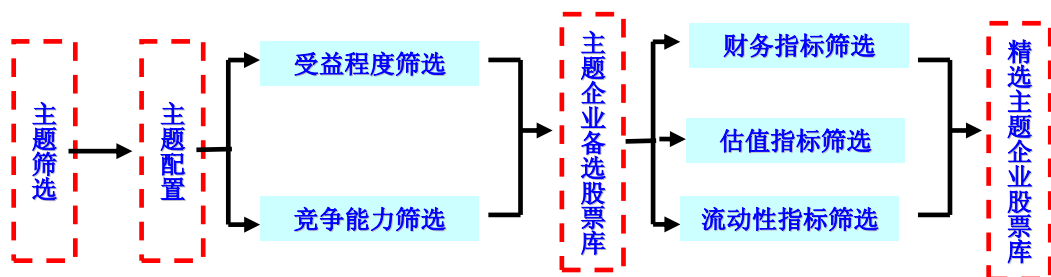 主题筛选
主题配置
受益程度筛选
竞争能力筛选
主题企业备选股票库
财务指标筛选
估值指标筛选
流动性指标筛选
精选主题企业股票库